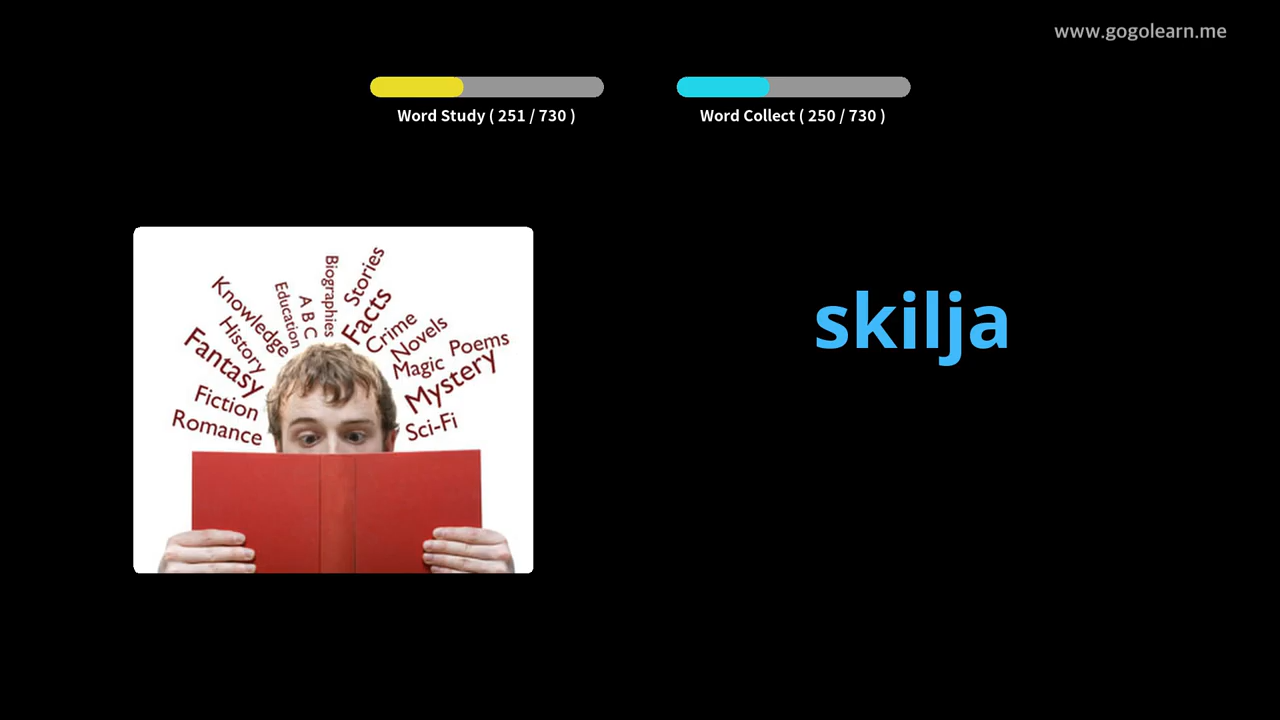 www.gogolearn.me
Word Study ( 251 / 730 )
Word Collect ( 250 / 730 )
skilja
Biographies
Stories
Education
A B C
Facts
Knowledge
History
Crime
Novels
Fantasy
Magic
Poems
Mystery
Fiction
Romance
Sci-Fi